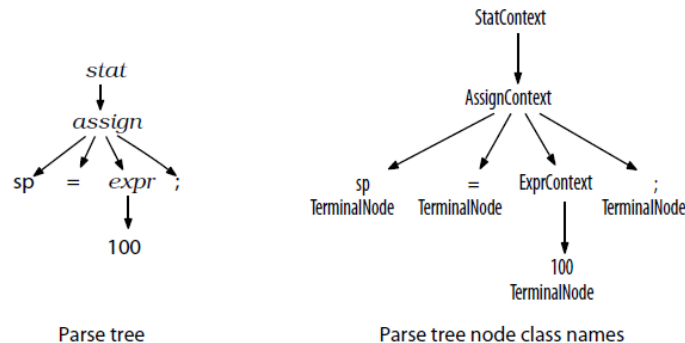 stat
assign
sp = expr ;
100
Parse tree
StatContext
AssignContext
sp = ExprContext ;
TerminalNode TerminalNode TerminalNode
100
TerminalNode
Parse tree node class names